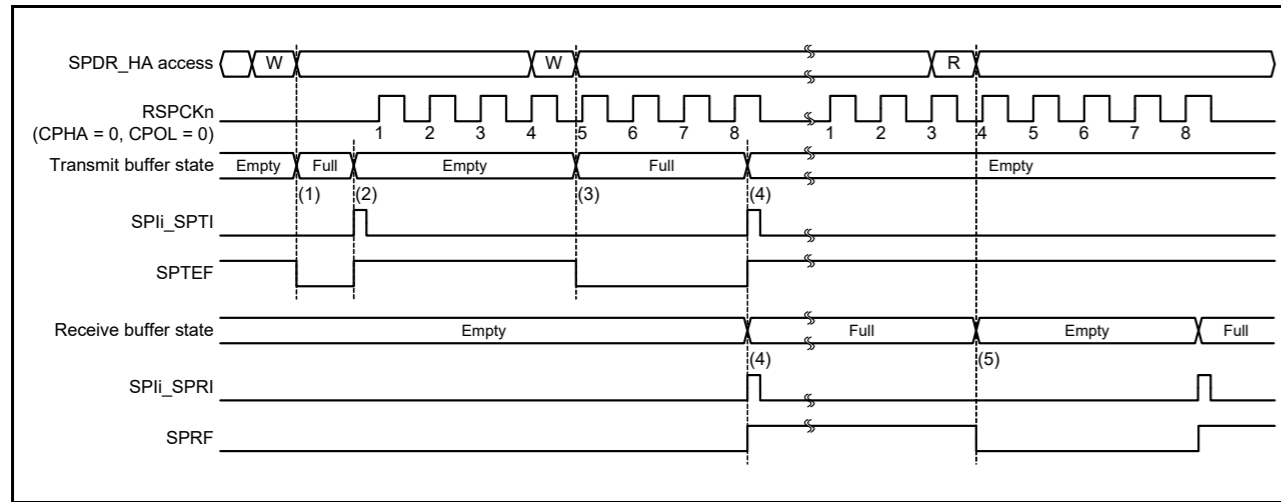 SPDR_HA access W W R
RSPCKn
(CPHA = 0, CPOL = 0)
1 2 3 4 5 6 7 8 1 2 3 4 5 6 7 8
Transmit buffer state Empty Full Empty Full Empty
(1) (2) (3) (4)
SPIi_SPTI
SPTEF
Receive buffer state Empty Full Empty Full
(4) (5)
SPIi_SPRI
SPRF